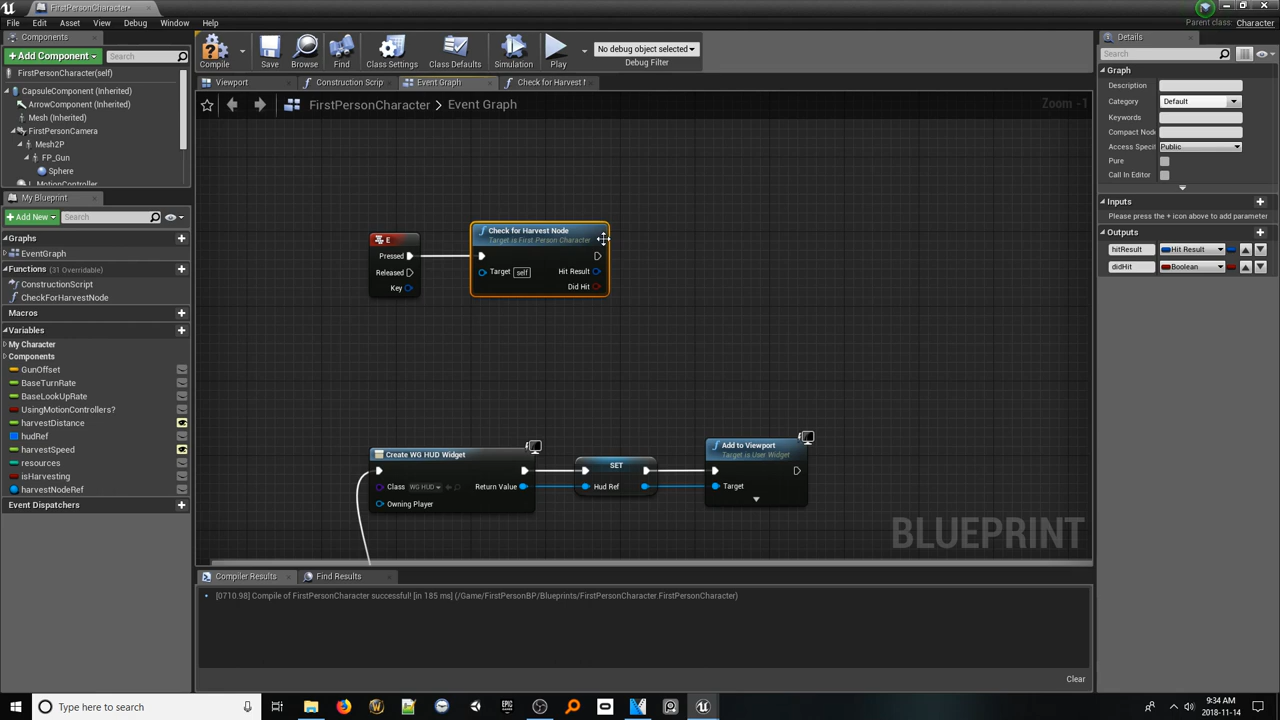 FirstPersonCharacter*
File Edit Asset View Debug Window Help
Parent class: Character
Components
+ Add Component
Search
FirstPersonCharacter(self)
CapsuleComponent (Inherited)
ArrowComponent (Inherited)
Mesh (Inherited)
FirstPersonCamera
Mesh2P
FP_Gun
Sphere
L_MotionController
My Blueprint
+ Add New
Search
Graphs
EventGraph
Functions (31 Overridable)
ConstructionScript
CheckForHarvestNode
Macros
Variables
My Character
Components
GunOffset
BaseTurnRate
BaseLookUpRate
UsingMotionControllers?
harvestDistance
hudRef
harvestSpeed
resources
isHarvesting
harvestNodeRef
Event Dispatchers
Compile
Save
Browse
Find
Class Settings
Class Defaults
Simulation
Play
No debug object selected
Debug Filter
Viewport
Construction Scrip
Event Graph
Check for Harvest N
FirstPersonCharacter > Event Graph
Zoom -1
E
Pressed
Released
Key
Check for Harvest Node
Target is First Person Character
Target self
Hit Result
Did Hit
Create WG HUD Widget
Class WG HUD
Return Value
Owning Player
SET
Hud Ref
Add to Viewport
Target is User Widget
Target
BLUEPRINT
Compiler Results
Find Results
[0710.98] Compile of FirstPersonCharacter successful! [in 185 ms] (/Game/FirstPersonBP/Blueprints/FirstPersonCharacter.FirstPersonCharacter)
Clear
Details
Search
Graph
Description
Category Default
Keywords
Compact Node
Access Specif Public
Pure
Call In Editor
Inputs
Please press the + icon above to add parameter
Outputs
hitResult Hit Result
didHit Boolean
Type here to search
9:34 AM
2018-11-14